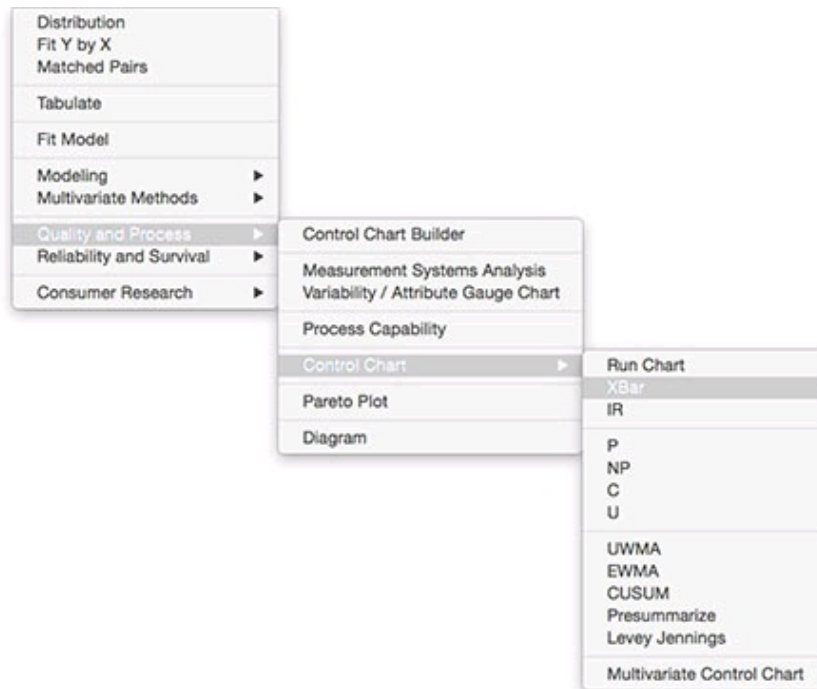 Distribution
Fit Y by X
Matched Pairs
Tabulate
Fit Model
Modeling
Multivariate Methods
Quality and Process
Reliability and Survival
Consumer Research
Control Chart Builder
Measurement Systems Analysis
Variability / Attribute Gauge Chart
Process Capability
Control Chart
Pareto Plot
Diagram
Run Chart
XBar
IR
P
NP
C
U
UWMA
EWMA
CUSUM
Presummarize
Levey Jennings
Multivariate Control Chart